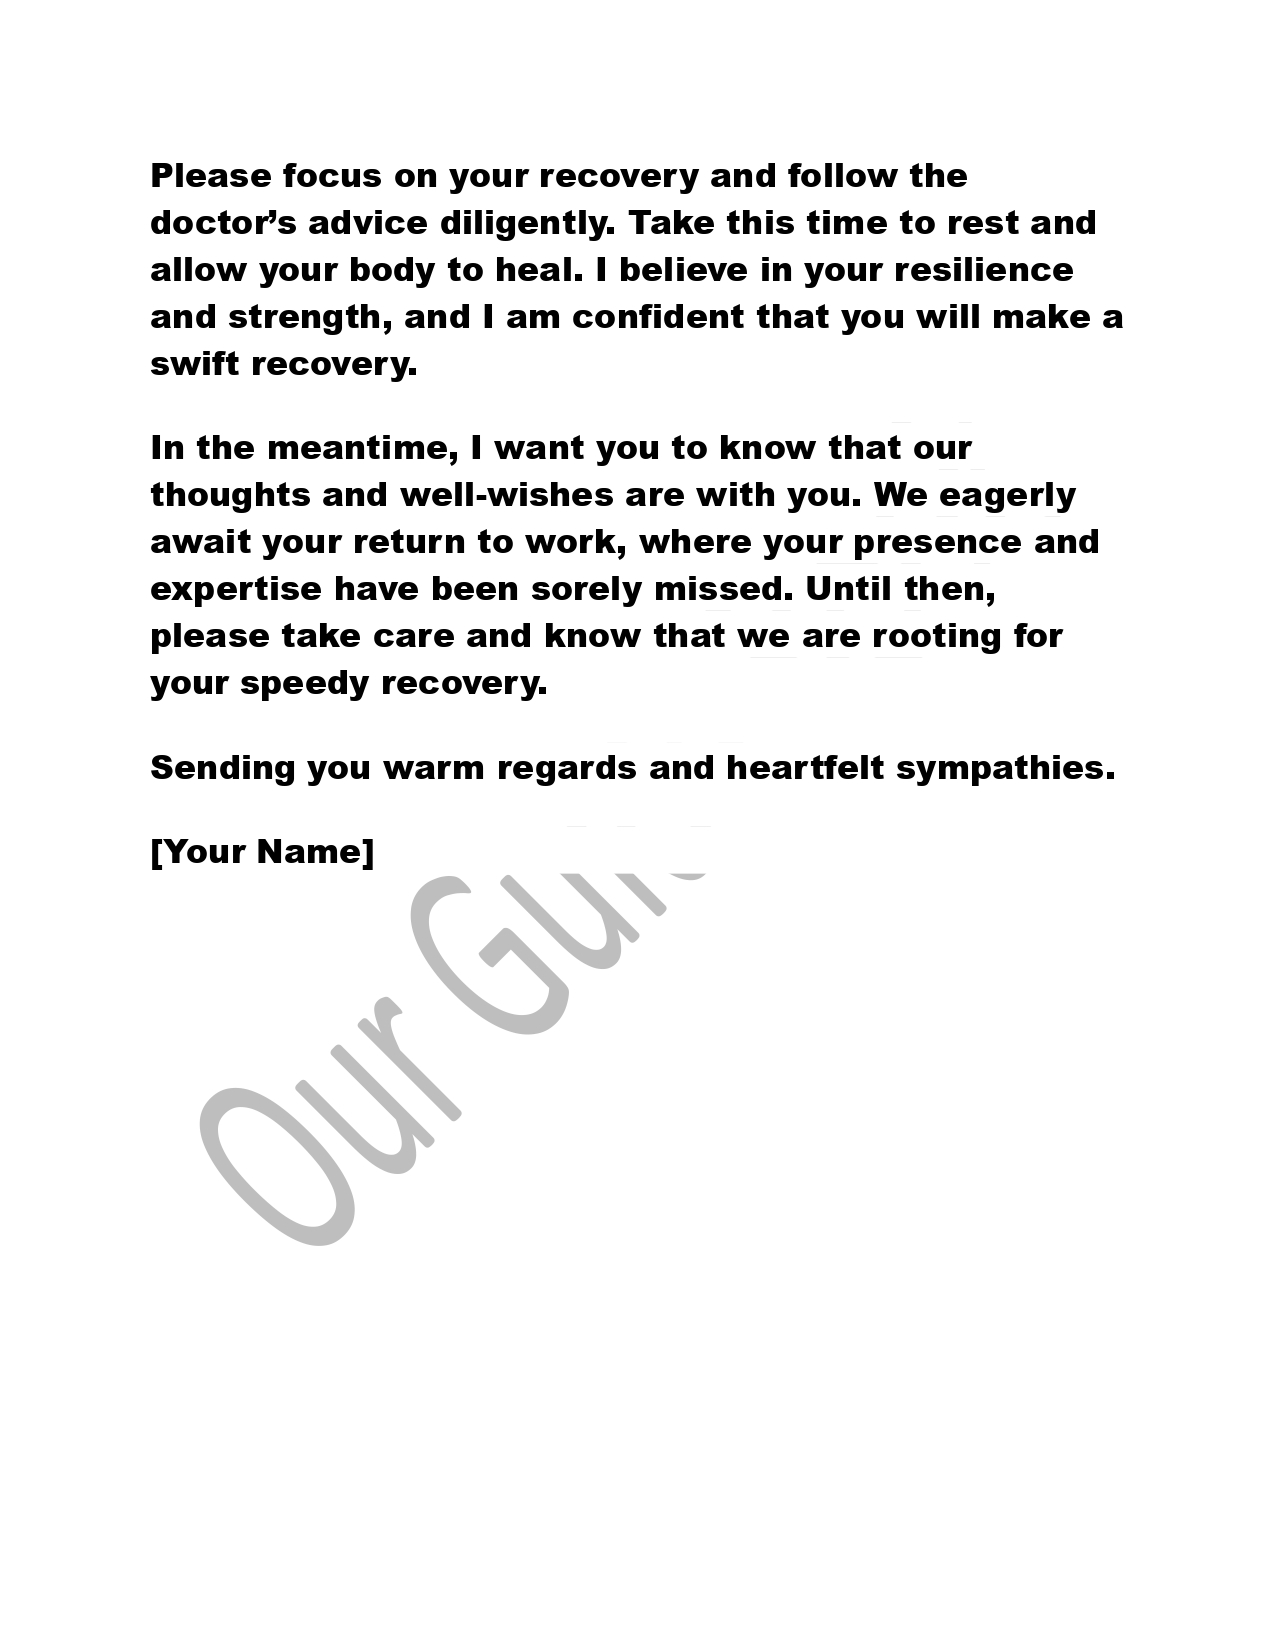 Please focus on your recovery and follow the
doctor’s advice diligently. Take this time to rest and
allow your body to heal. I believe in your resilience
and strength, and I am confident that you will make a
swift recovery.
In the meantime, I want you to know that our
thoughts and well-wishes are with you. We eagerly
await your return to work, where your presence and
expertise have been sorely missed. Until then,
please take care and know that we are rooting for
your speedy recovery.
Sending you warm regards and heartfelt sympathies.
[Your Name]
Our